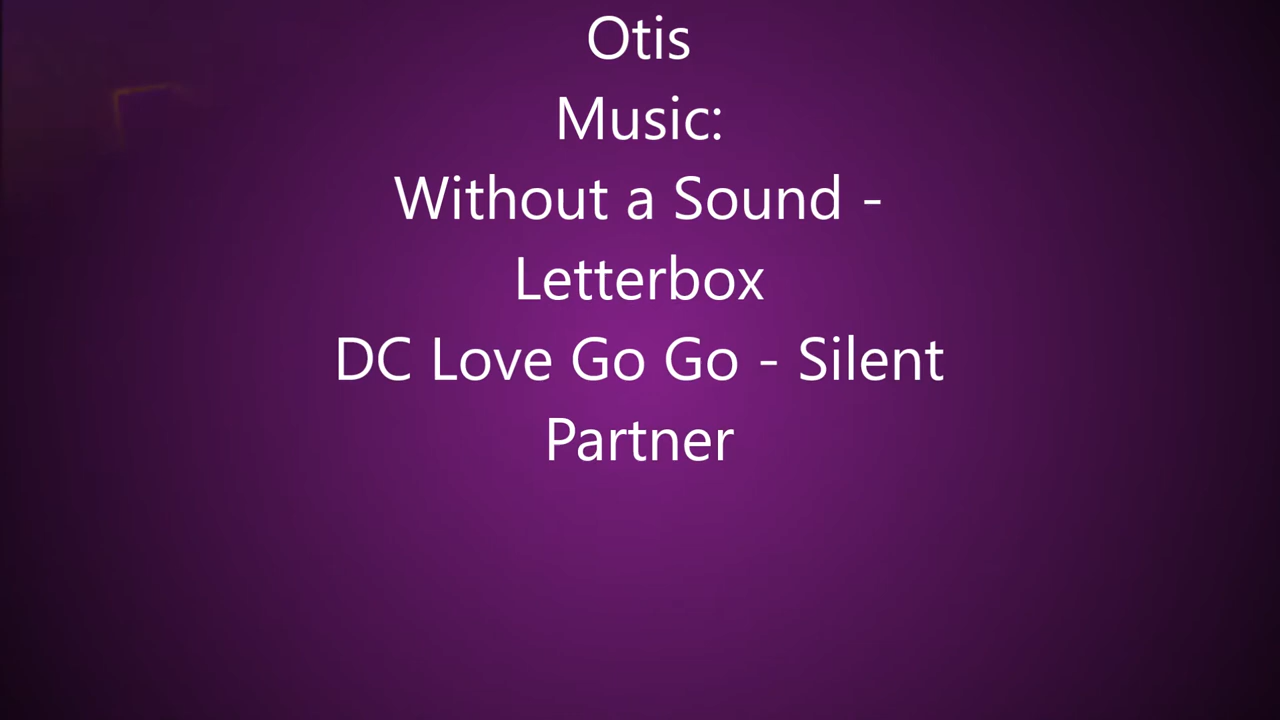 Otis
Music:
Without a Sound -
Letterbox
DC Love Go Go - Silent
Partner